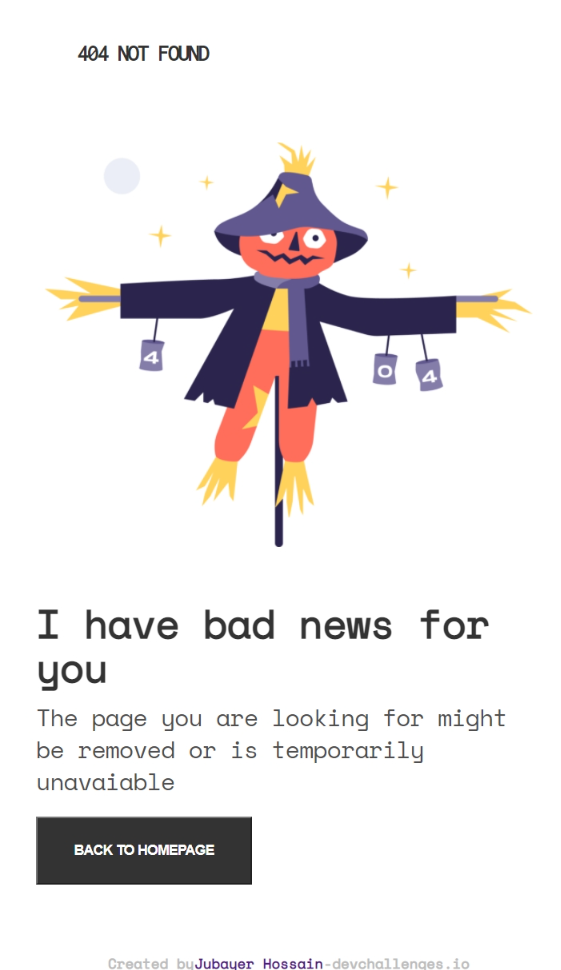 404 NOT FOUND
4
0
4
I have bad news for
you
The page you are looking for might
be removed or is temporarily
unavaiable
BACK TO HOMEPAGE
Created byJubayer Hossain-devchallenges.io